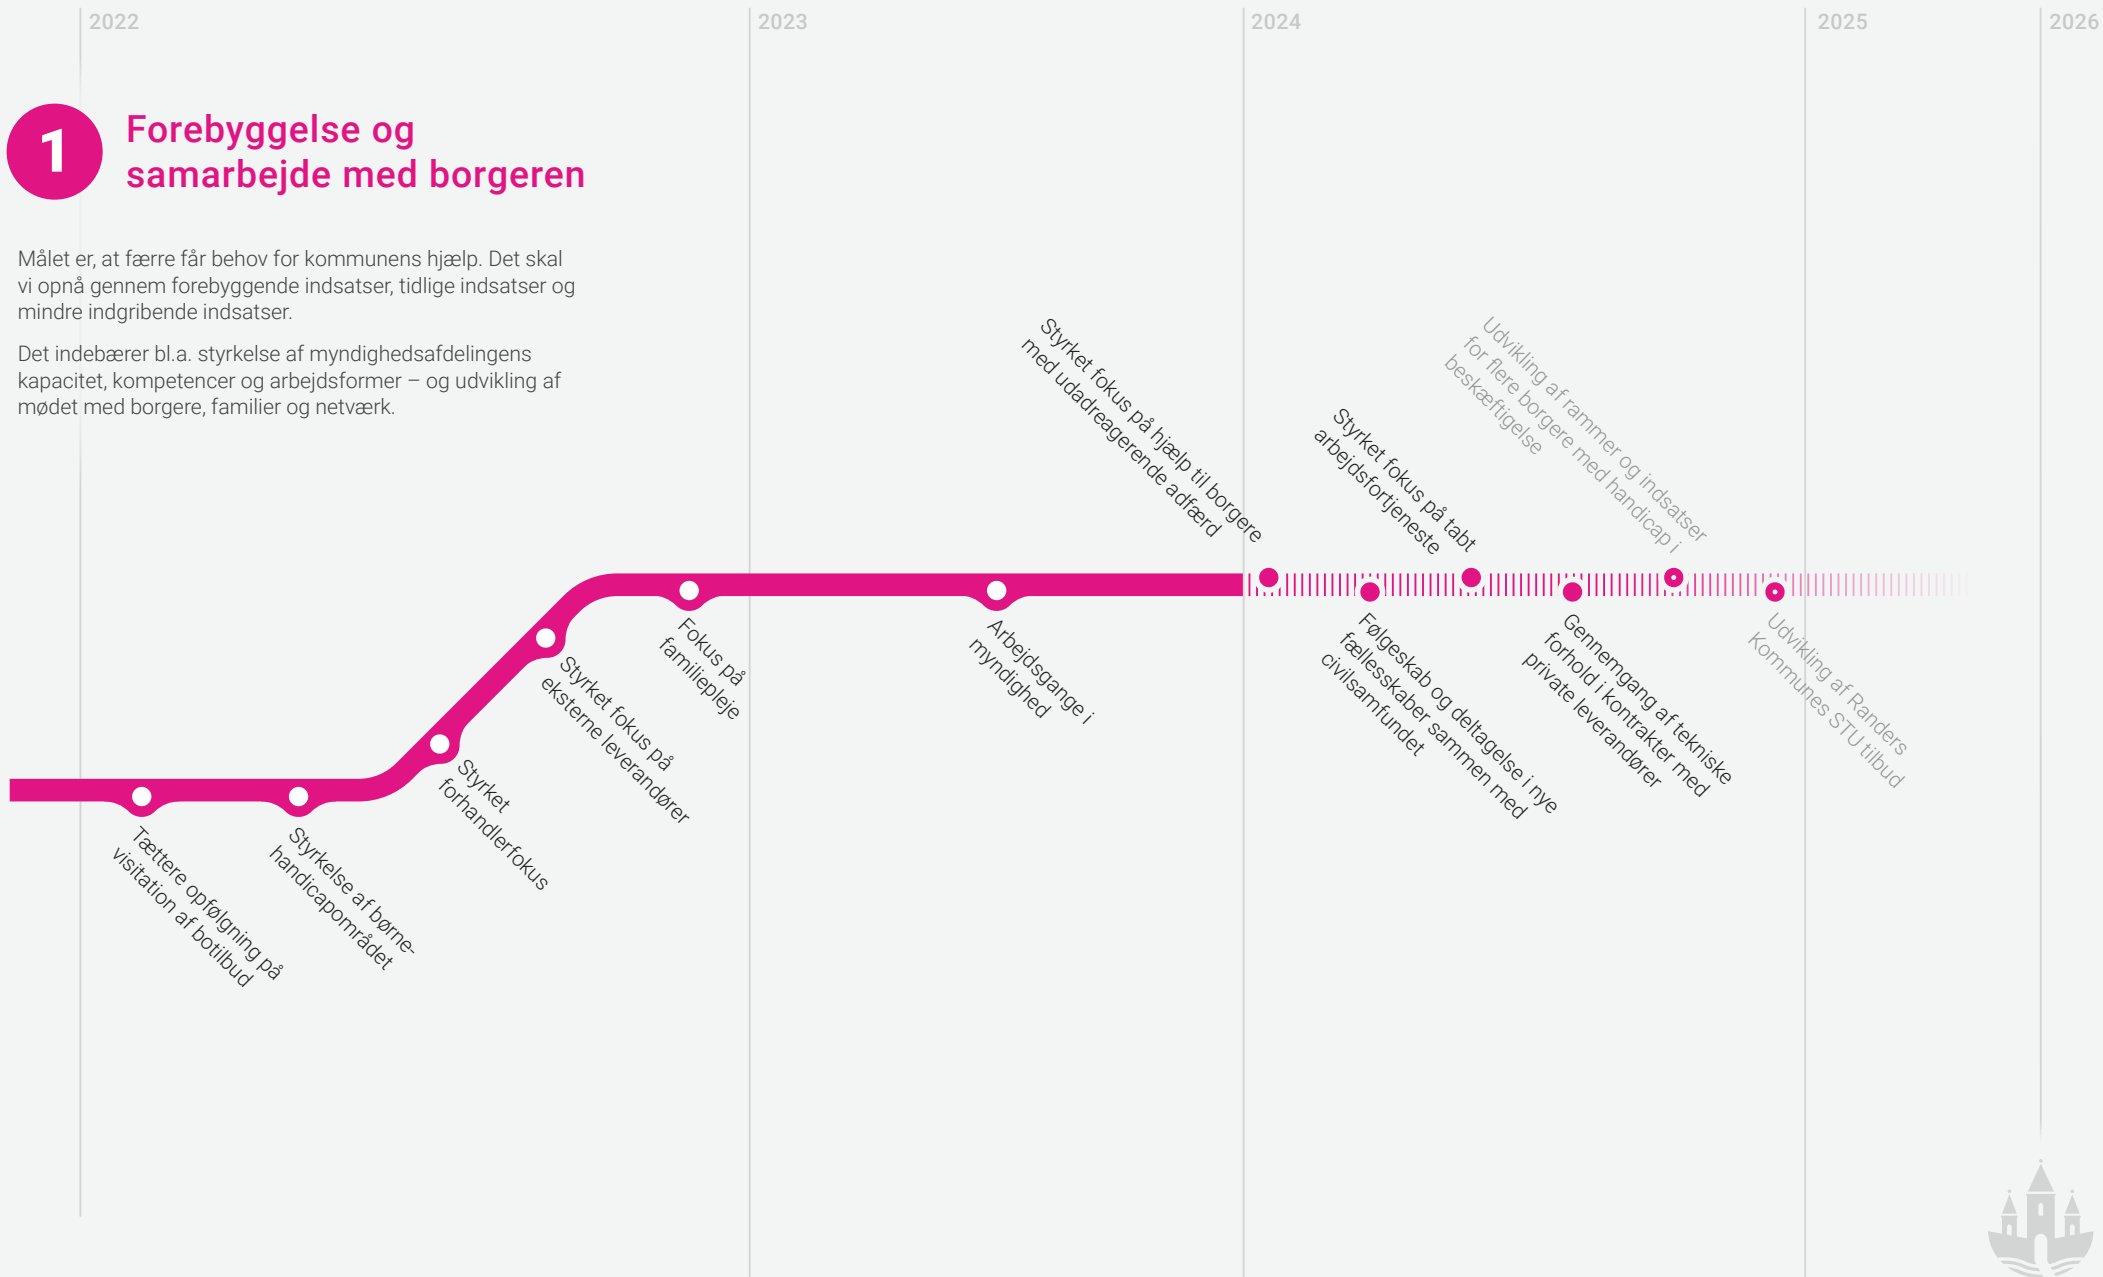 2022
2023
2024
2025
2026
1
Forebyggelse og
samarbejde med borgeren
Målet er, at færre får behov for kommunens hjælp. Det skal
vi opnå gennem forebyggende indsatser, tidlige indsatser og
mindre indgribende indsatser.
Det indebærer bl.a. styrkelse af myndighedsafdelingens
kapacitet, kompetencer og arbejdsformer – og udvikling af
mødet med borgere, familier og netværk.
Tættere opfølgning på
visitation af botilbud
Styrkelse af børne-
handicapområdet
Styrket
forhandlerfokus
Styrket fokus på
eksterne leverandører
Fokus på
familiepleje
Arbejdsgange i
myndighed
Styrket fokus på hjælp til borgere
med udadreagerende adfærd
Følgeskab og deltagelse i nye
fællesskaber sammen med
civilsamfundet
Styrket fokus på tabt
arbejdsfortjeneste
Gennemgang af tekniske
forhold i kontrakter med
private leverandører
Udvikling af rammer og indsatser
for flere borgere med handicap i
beskæftigelse
Udvikling af Randers
Kommunes STU tilbud